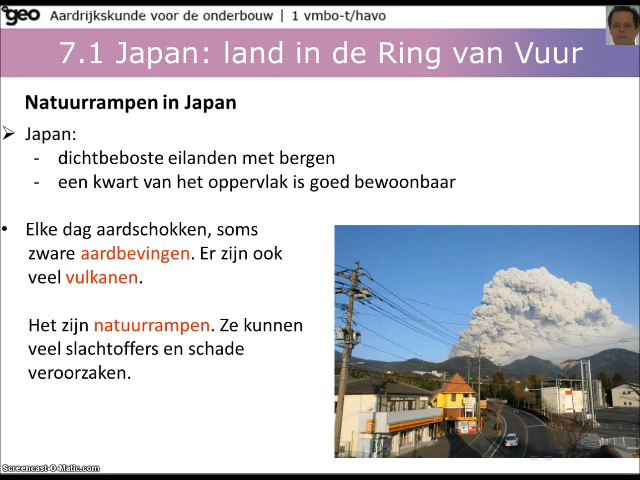 geo Aardrijkskunde voor de onderbouw | 1 vmbo-t/havo
7.1 Japan: land in de Ring van Vuur
Natuurrampen in Japan
➢ Japan:
- dichtbeboste eilanden met bergen
- een kwart van het oppervlak is goed bewoonbaar
• Elke dag aardschokken, soms
zware aardbevingen. Er zijn ook
veel vulkanen.
Het zijn natuurrampen. Ze kunnen
veel slachtoffers en schade
veroorzaken.
Screencast-O-Matic.com